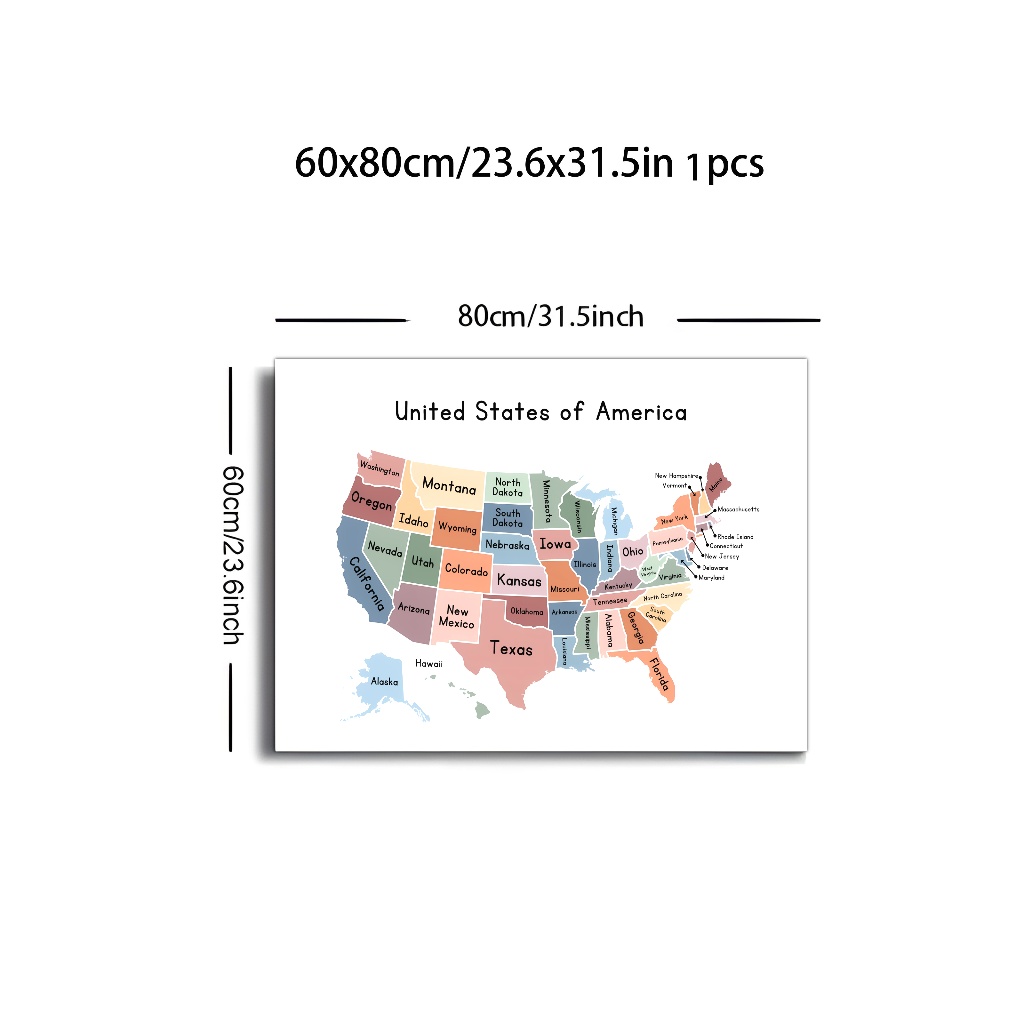 60x80cm/23.6x31.5in 1pcs
80cm/31.5inch
60cm/23.6inch
United States of America
Washington
Oregon
Idaho
Montana
North
Dakota
South
Dakota
Wyoming
Nebraska
Nevada
Utah
Colorado
California
Arizona
New
Mexico
Kansas
Oklahoma
Texas
Minnesota
Iowa
Missouri
Arkansas
Louisiana
Wisconsin
Illinois
Michigan
Indiana
Ohio
Kentucky
Tennessee
Mississippi
Alabama
Georgia
Florida
South
Carolina
North Carolina
Virginia
West
Virginia
Pennsylvania
New York
Maine
New Hampshire
Vermont
Massachusetts
Rhode Island
Connecticut
New Jersey
Delaware
Maryland
Alaska
Hawaii